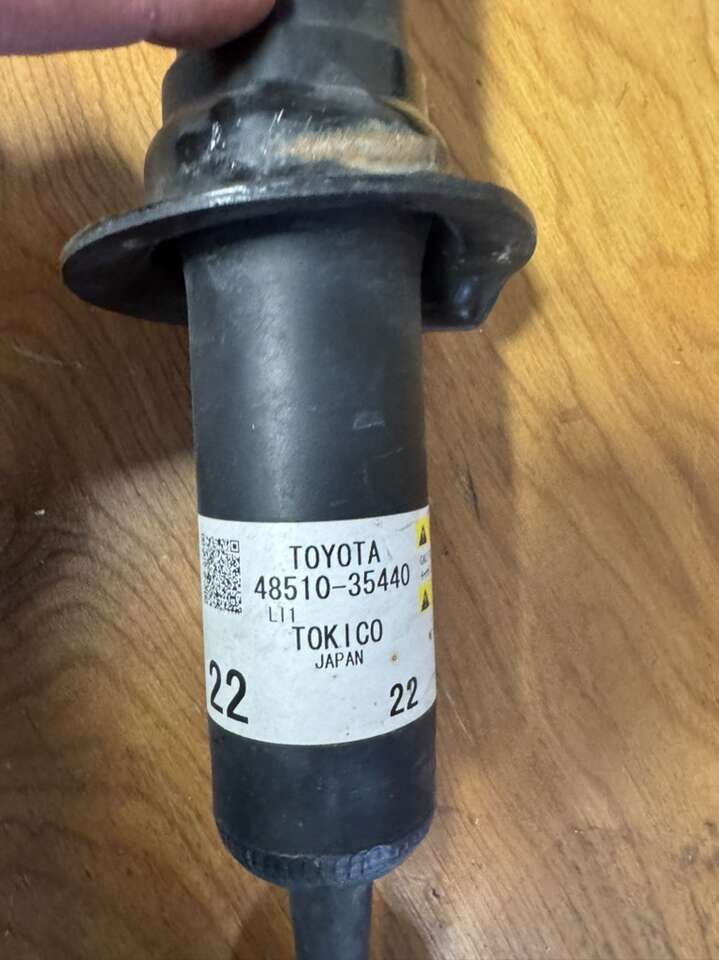 TOYOTA
48510-35440
L11
TOKICO
JAPAN
22
22